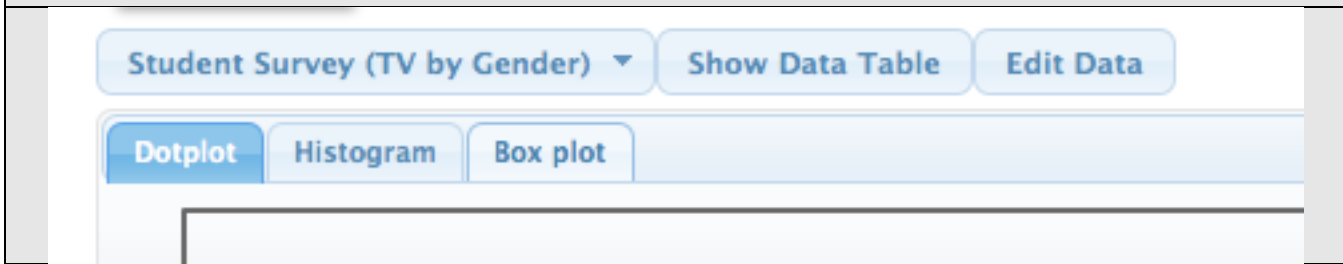 Student Survey (TV by Gender) Show Data Table Edit Data
Dotplot Histogram Box plot